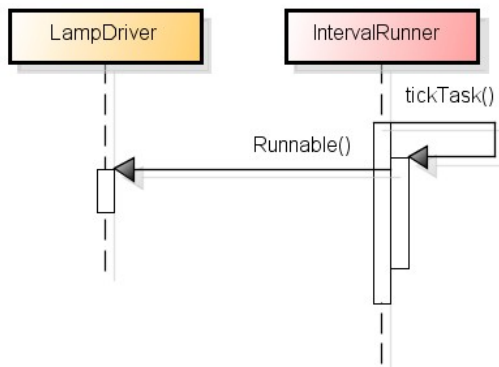 LampDriver
IntervalRunner
tickTask()
Runnable()